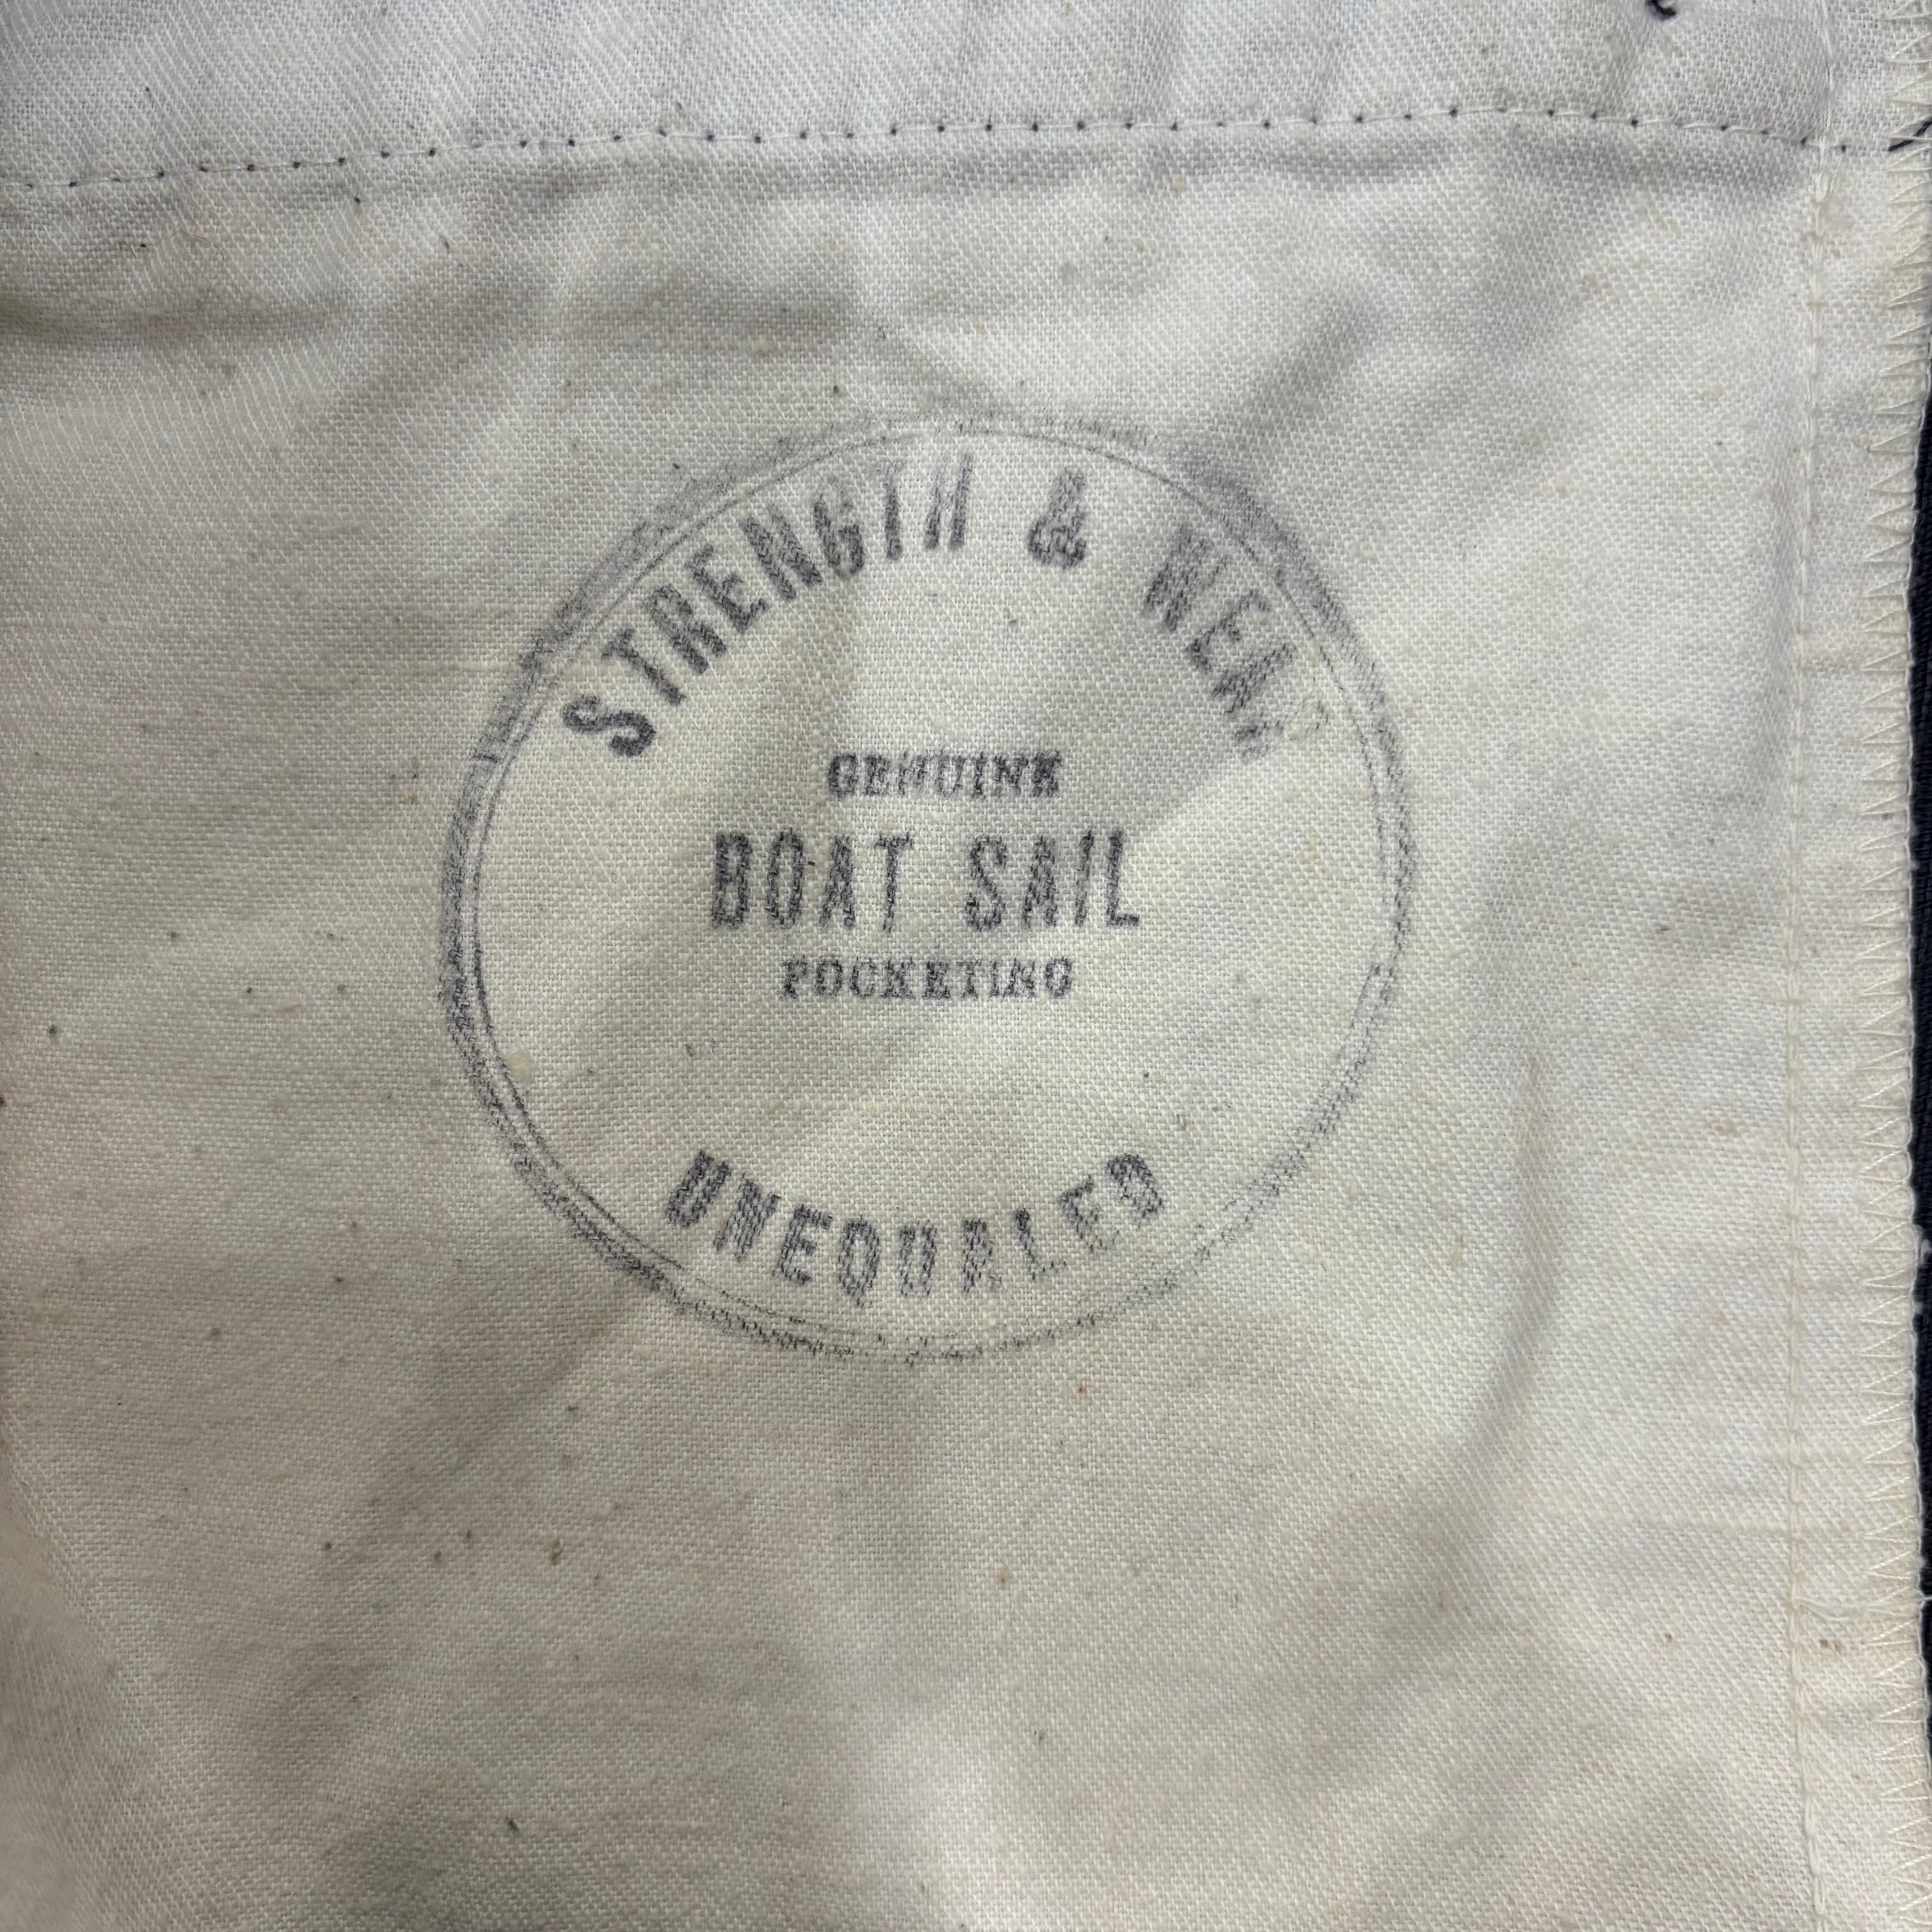 STRENGTH & WEAR
GENUINE
BOAT SAIL
POCKETING
UNEQUALED